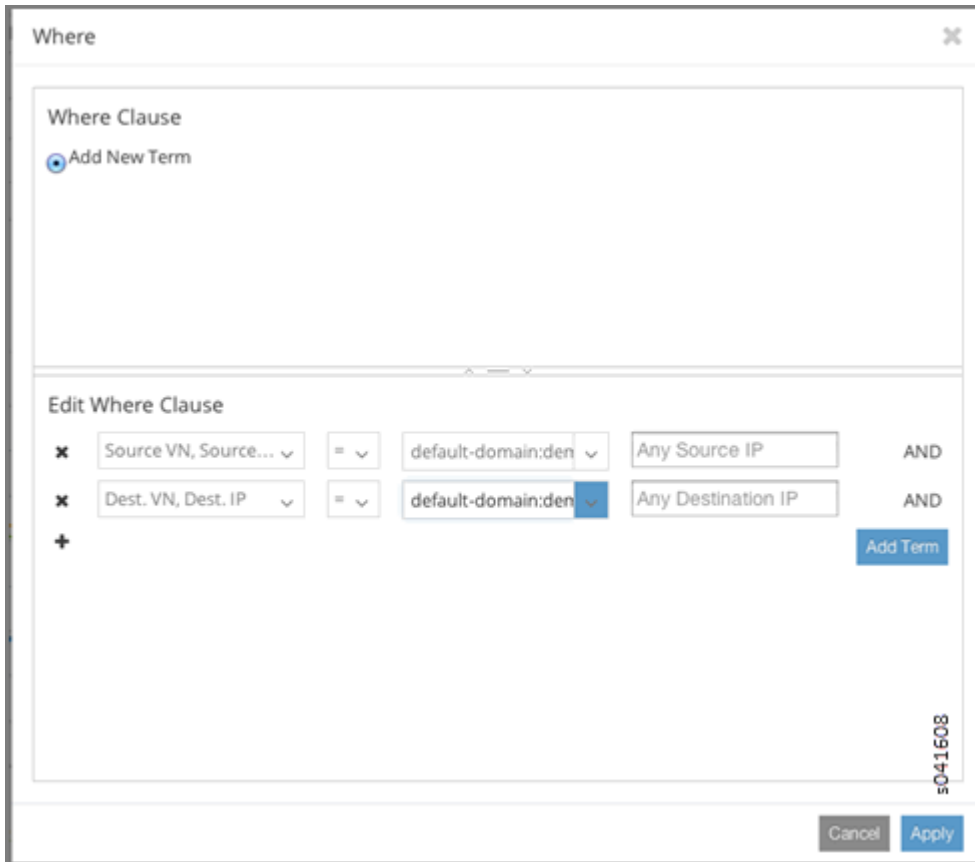 Where
Where Clause
Add New Term
Edit Where Clause
Source VN, Source... = default-domain:den Any Source IP AND
Dest. VN, Dest. IP = default-domain:den Any Destination IP AND
Add Term
s041608
Cancel Apply